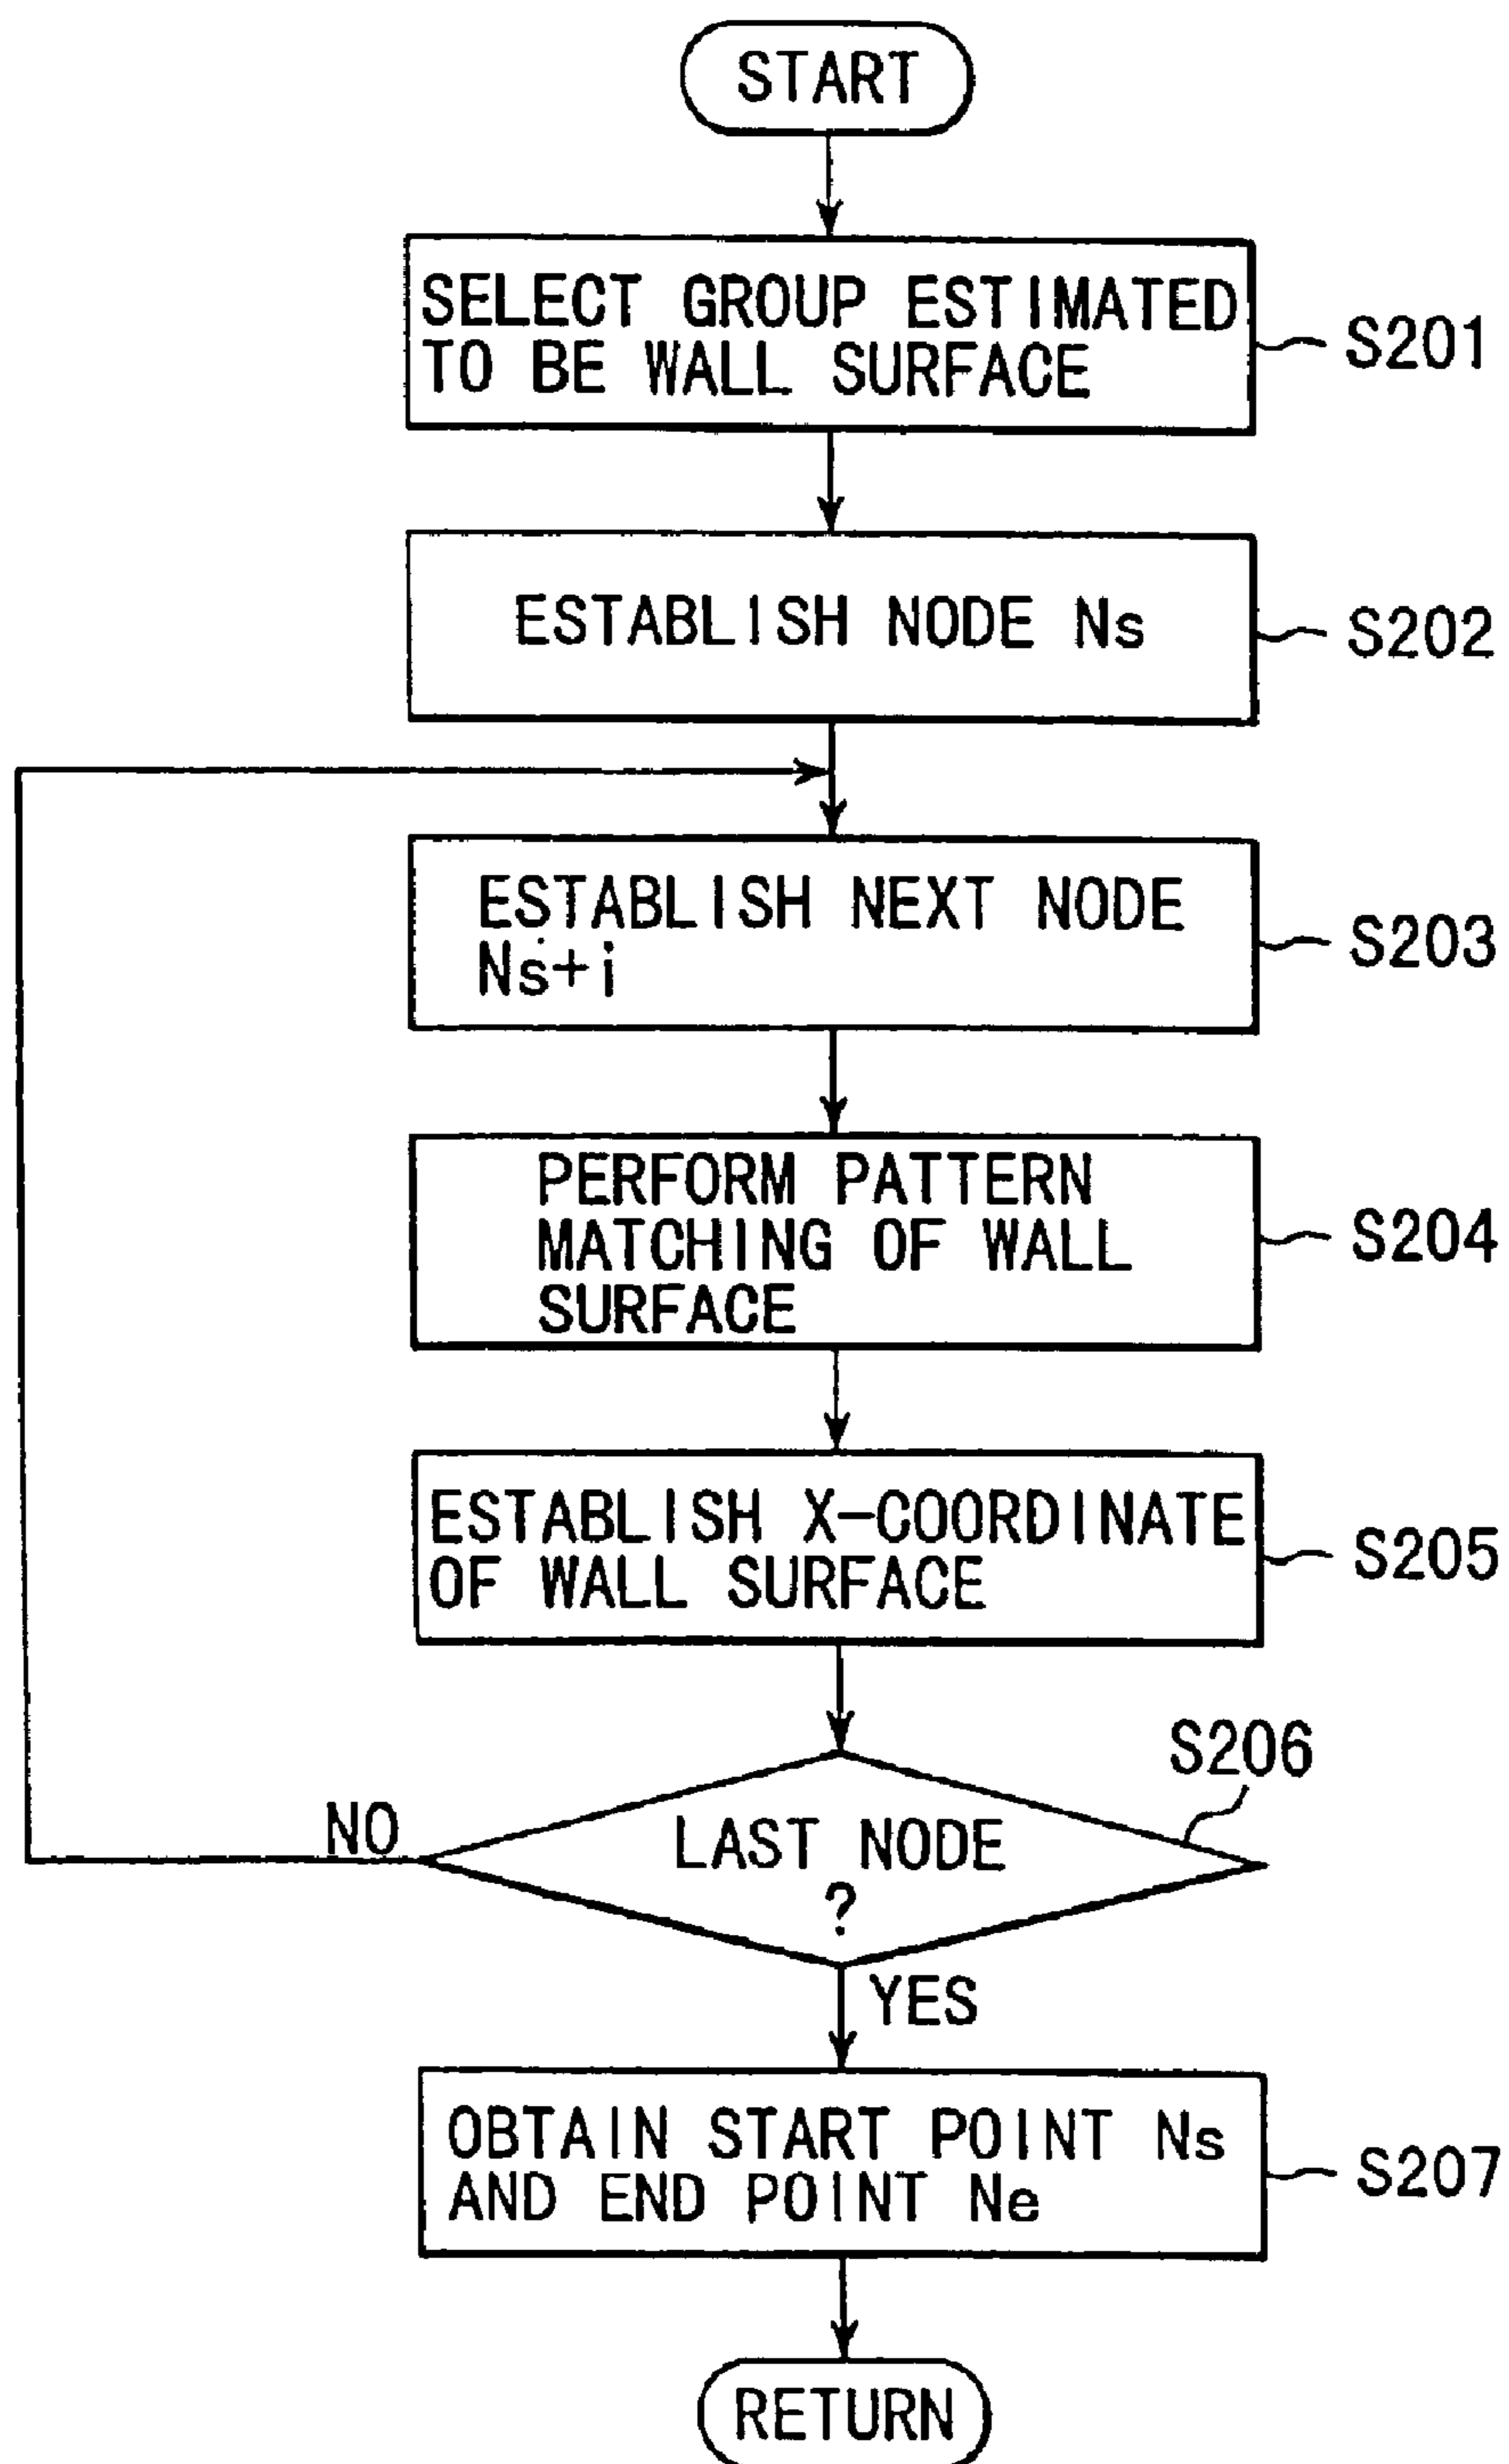 START
SELECT GROUP ESTIMATED
TO BE WALL SURFACE
S201
ESTABLISH NODE Ns
S202
ESTABLISH NEXT NODE
Ns+i
S203
PERFORM PATTERN
MATCHING OF WALL
SURFACE
S204
ESTABLISH X-COORDINATE
OF WALL SURFACE
S205
S206
LAST NODE
?
NO
YES
OBTAIN START POINT Ns
AND END POINT Ne
S207
RETURN